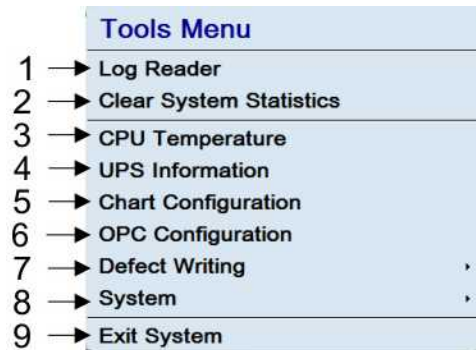 Tools Menu
1 Log Reader
2 Clear System Statistics
3 CPU Temperature
4 UPS Information
5 Chart Configuration
6 OPC Configuration
7 Defect Writing
8 System
9 Exit System